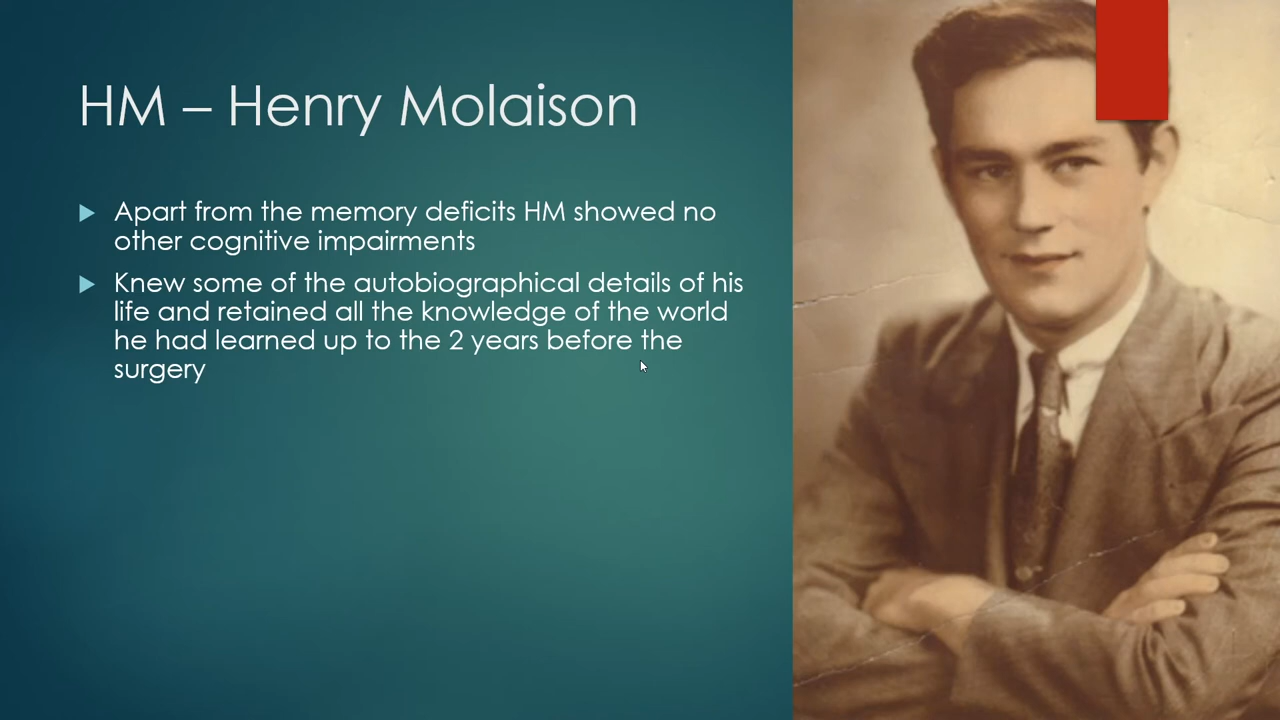 HM – Henry Molaison
Apart from the memory deficits HM showed no
other cognitive impairments
Knew some of the autobiographical details of his
life and retained all the knowledge of the world
he had learned up to the 2 years before the
surgery